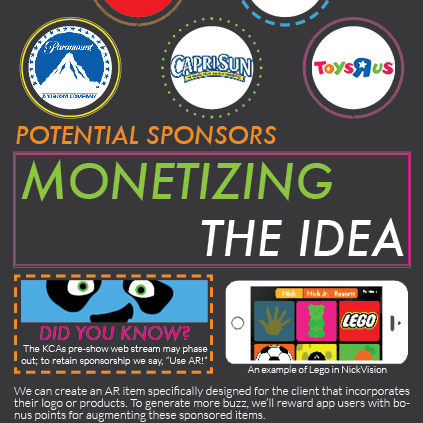 Paramount
A VIACOM COMPANY
CAPRISUN
TOYS R US
POTENTIAL SPONSORS
MONETIZING
THE IDEA
DID YOU KNOW?
The KCAs pre-show web stream may phase
out; to retain sponsorship we say, "Use AR!"
Nick Nick Jr. Resorts
LEGO
An example of Lego in NickVision
We can create an AR item specifically designed for the client that incorporates
their logo or products. To generate more buzz, we'll reward app users with bo-
nus points for augmenting these sponsored items.